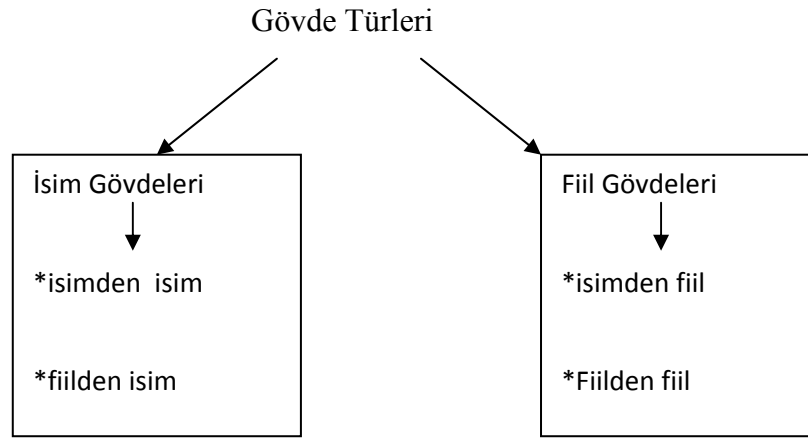 Gövde Türleri
İsim Gövdeleri
*isimden isim
*fiilden isim
Fiil Gövdeleri
*isimden fiil
*Fiilden fiil